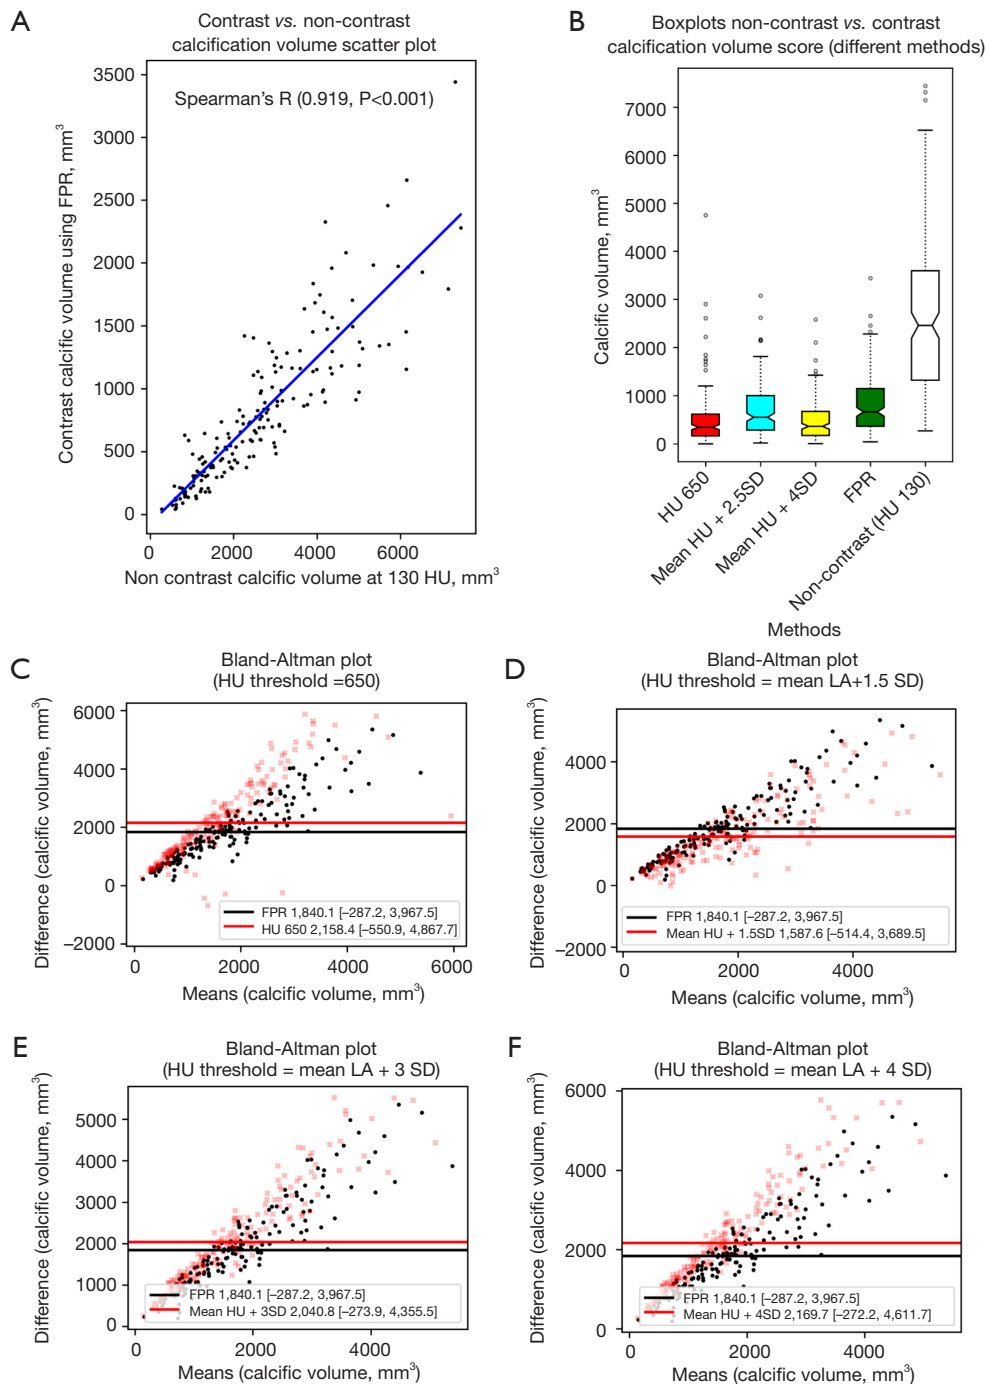 A
Contrast vs. non-contrast
calcification volume scatter plot
Spearman's R (0.919, P<0.001)
Contrast calcific volume using FPR, mm³
3500
3000
2500
2000
1500
1000
500
0
0 2000 4000 6000
Non contrast calcific volume at 130 HU, mm³
B
Boxplots non-contrast vs. contrast
calcification volume score (different methods)
Calcific volume, mm³
7000
6000
5000
4000
3000
2000
1000
0
HU 650
Mean HU + 2.5SD
Mean HU + 4SD
FPR
Non-contrast (HU 130)
Methods
C
Bland-Altman plot
(HU threshold =650)
Difference (calcific volume, mm³)
6000
4000
2000
0
−2000
FPR 1,840.1 [−287.2, 3,967.5]
HU 650 2,158.4 [−550.9, 4,867.7]
0 2000 4000 6000
Means (calcific volume, mm³)
D
Bland-Altman plot
(HU threshold = mean LA+1.5 SD)
Difference (calcific volume, mm³)
4000
2000
0
−2000
FPR 1,840.1 [−287.2, 3,967.5]
Mean HU + 1.5SD 1,587.6 [−514.4, 3,689.5]
0 2000 4000
Means (calcific volume, mm³)
E
Bland-Altman plot
(HU threshold = mean LA + 3 SD)
Difference (calcific volume, mm³)
5000
4000
3000
2000
1000
0
FPR 1,840.1 [−287.2, 3,967.5]
Mean HU + 3SD 2,040.8 [−273.9, 4,355.5]
0 2000 4000
Means (calcific volume, mm³)
F
Bland-Altman plot
(HU threshold = mean LA + 4 SD)
Difference (calcific volume, mm³)
6000
4000
2000
0
FPR 1,840.1 [−287.2, 3,967.5]
Mean HU + 4SD 2,169.7 [−272.2, 4,611.7]
0 2000 4000
Means (calcific volume, mm³)